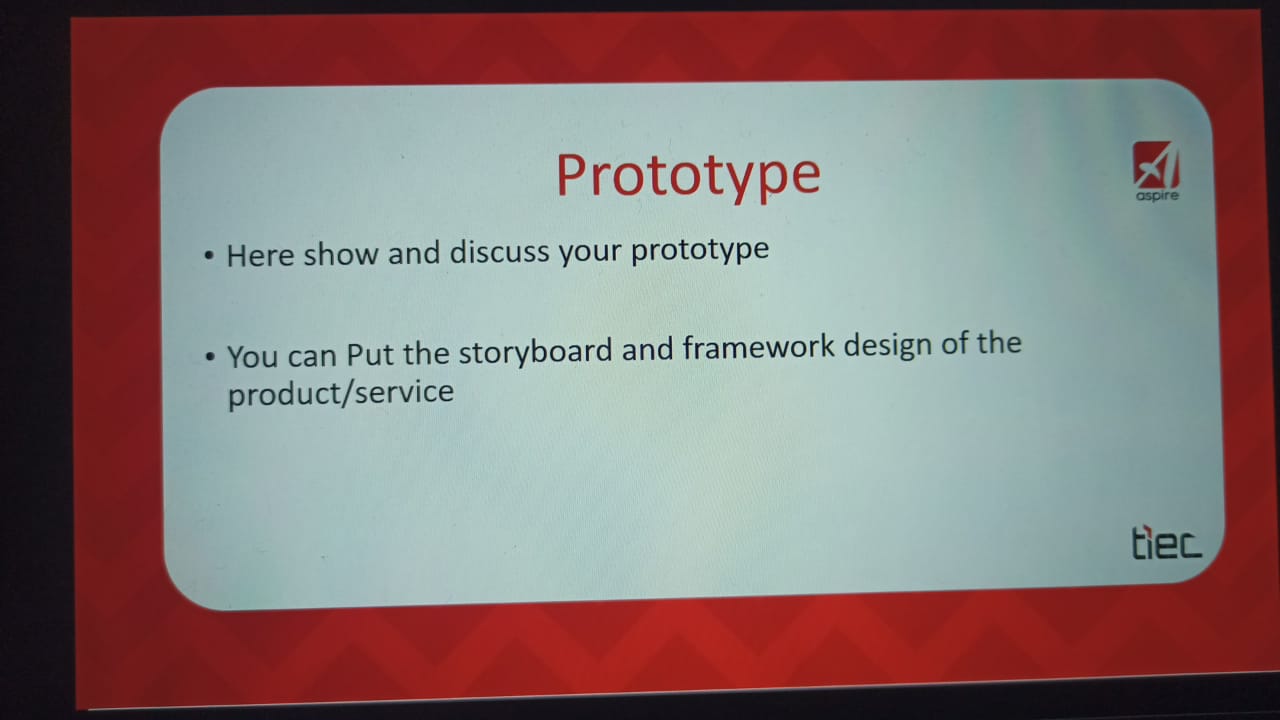 Prototype
aspire
• Here show and discuss your prototype
• You can Put the storyboard and framework design of the
product/service
tiec